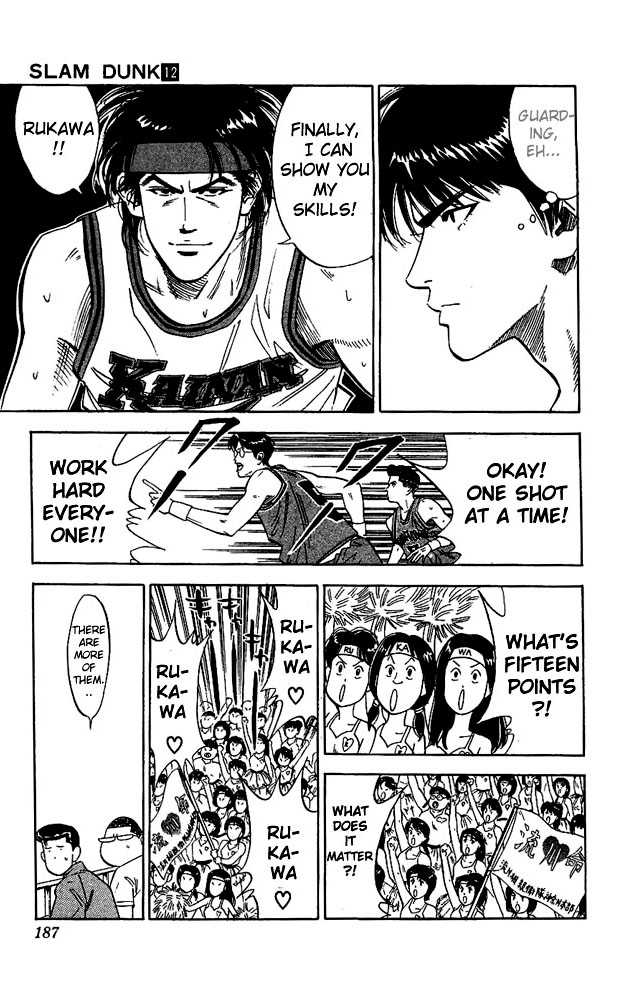 SLAM DUNK 12
GUARD-
ING,
EH...
FINALLY,
I CAN
SHOW YOU
MY
SKILLS!
RUKAWA
!!
KAINAN
OKAY!
ONE SHOT
AT A TIME!
WORK
HARD
EVERY-
ONE!!
WHAT'S
FIFTEEN
POINTS
?!
RU
KA
WA
WHAT
DOES
IT
MATTER
?!
流♥命
RU-
KA-
WA
♡
RU-
KA-
WA
♡
RU-
KA-
WA
♡
THERE
ARE
MORE
OF
THEM.
..
187